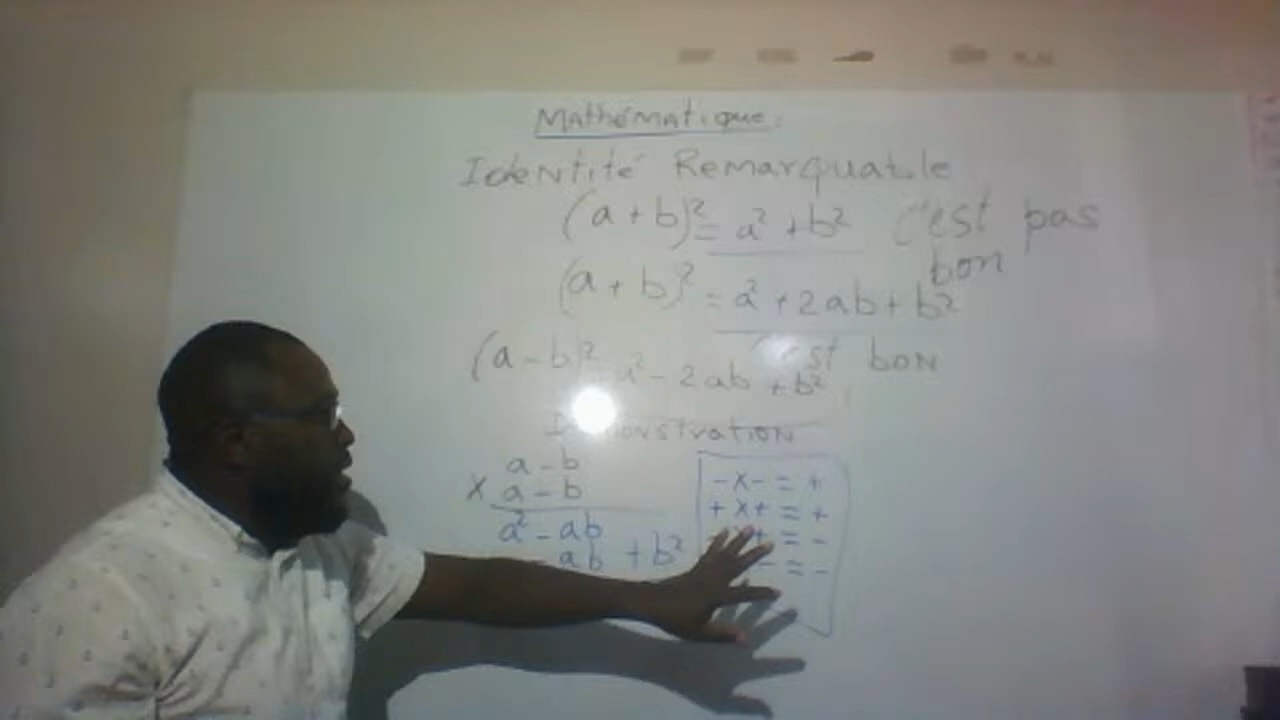 Mathématique.
Identité Remarquable
(a + b)² = a² + b² c'est pas
bon
(a + b)² = a² + 2ab + b²
bon
(a - b)² a² - 2ab + b²
a - b
x a - b
a² - ab
- ab + b²
- x - = +
+ x + = +
+ = -
- = -